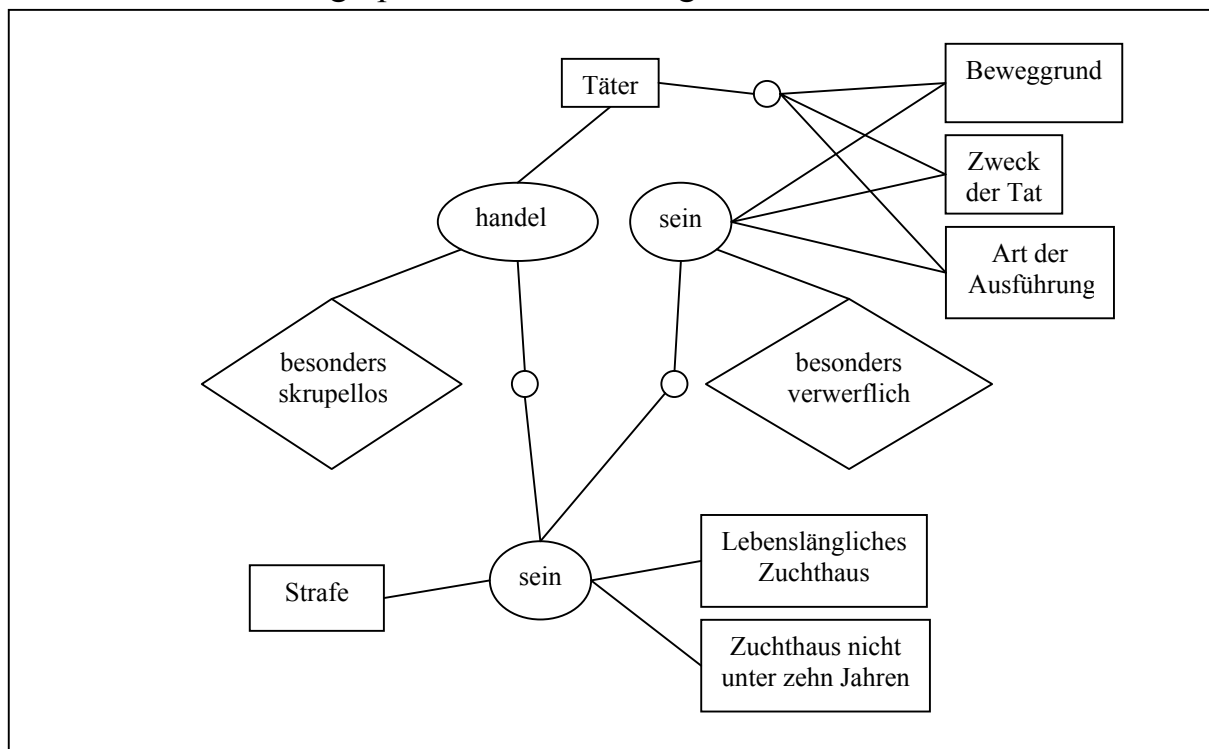 Täter
Beweggrund
Zweck
der Tat
handel
sein
Art der
Ausführung
besonders
skrupellos
besonders
verwerflich
Lebenslängliches
Zuchthaus
Strafe
sein
Zuchthaus nicht
unter zehn Jahren